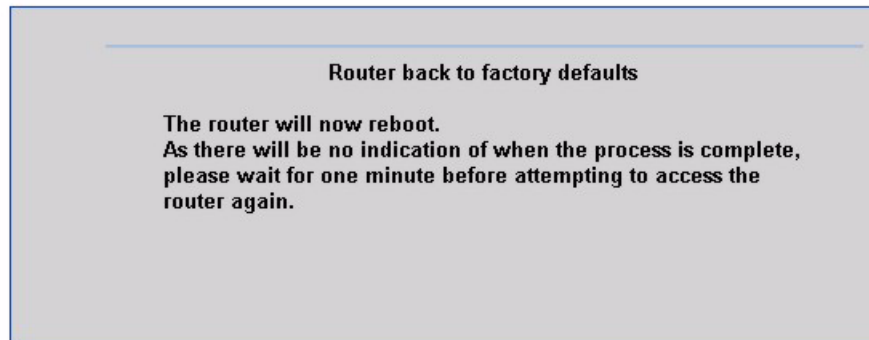 Router back to factory defaults
The router will now reboot.
As there will be no indication of when the process is complete,
please wait for one minute before attempting to access the
router again.